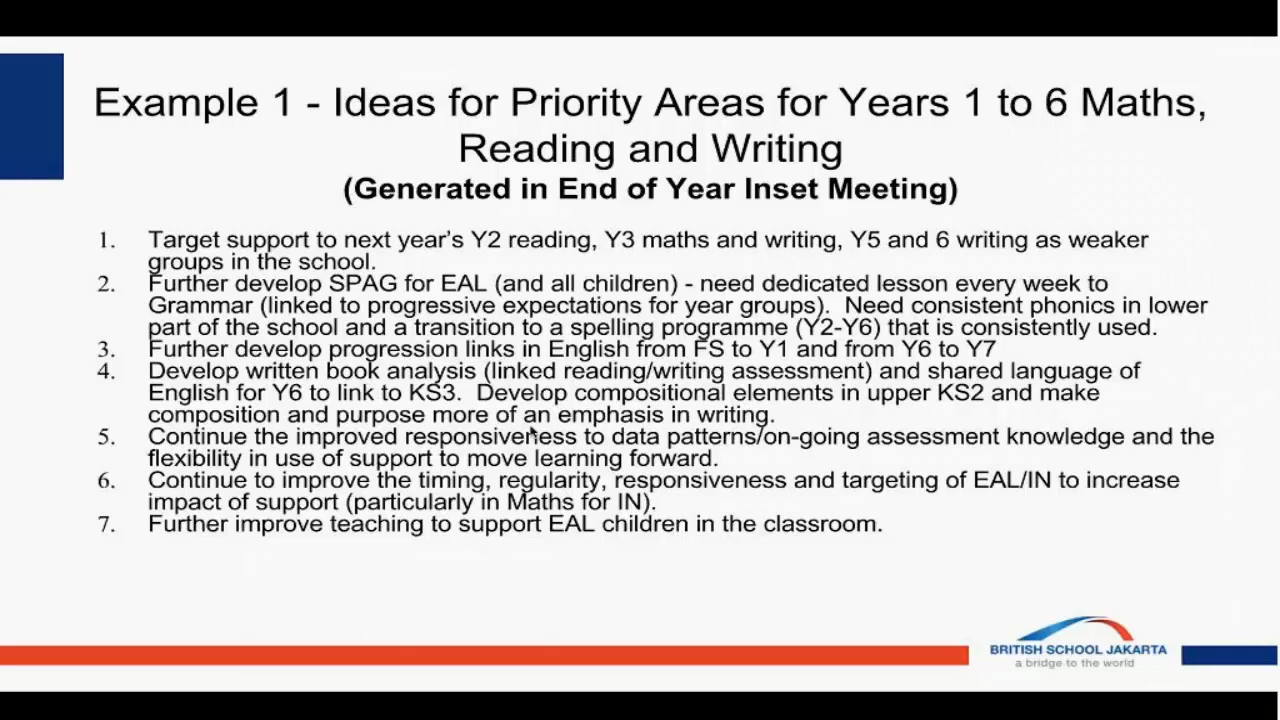 Example 1 - Ideas for Priority Areas for Years 1 to 6 Maths,
Reading and Writing
(Generated in End of Year Inset Meeting)
1. Target support to next year's Y2 reading, Y3 maths and writing, Y5 and 6 writing as weaker
groups in the school.
2. Further develop SPAG for EAL (and all children) - need dedicated lesson every week to
Grammar (linked to progressive expectations for year groups). Need consistent phonics in lower
part of the school and a transition to a spelling programme (Y2-Y6) that is consistently used.
3. Further develop progression links in English from FS to Y1 and from Y6 to Y7
4. Develop written book analysis (linked reading/writing assessment) and shared language of
English for Y6 to link to KS3. Develop compositional elements in upper KS2 and make
composition and purpose more of an emphasis in writing.
5. Continue the improved responsiveness to data patterns/on-going assessment knowledge and the
flexibility in use of support to move learning forward.
6. Continue to improve the timing, regularity, responsiveness and targeting of EAL/IN to increase
impact of support (particularly in Maths for IN).
7. Further improve teaching to support EAL children in the classroom.
BRITISH SCHOOL JAKARTA
a bridge to the world